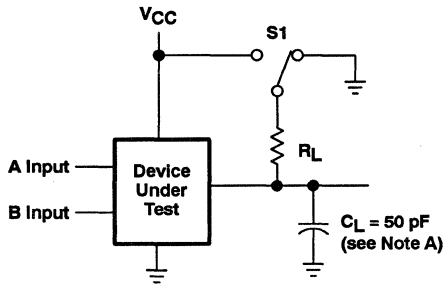 VCC
S1
RL
A Input
B Input
Device
Under
Test
CL = 50 pF
(see Note A)